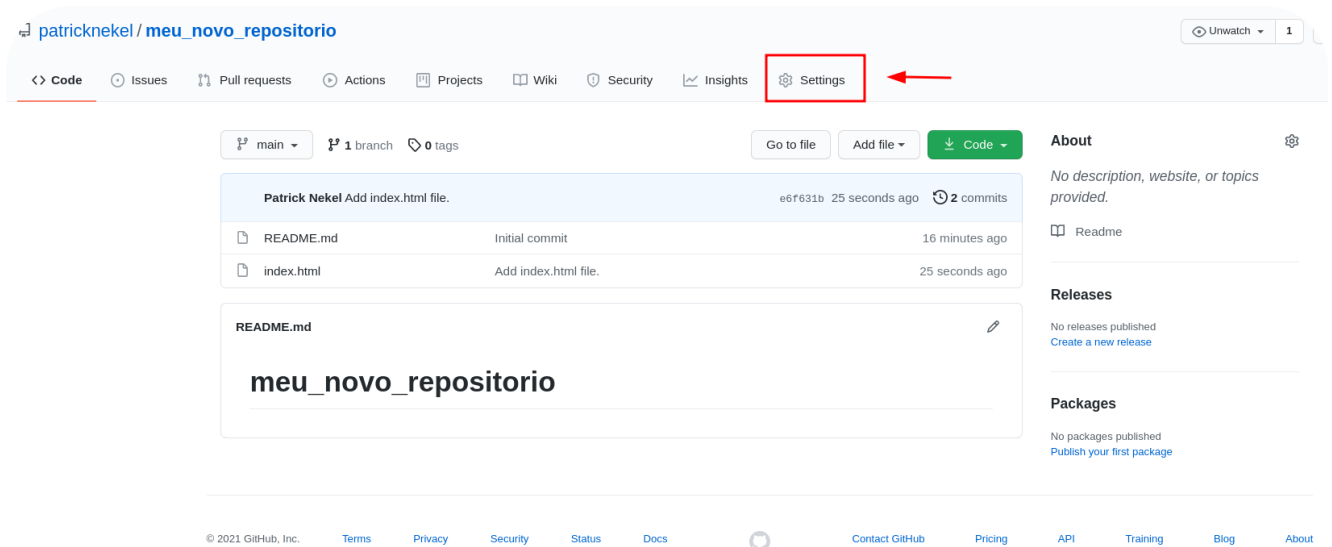 patricknekel / meu_novo_repositorio
Unwatch 1
Code Issues Pull requests Actions Projects Wiki Security Insights Settings
main 1 branch 0 tags Go to file Add file Code
Patrick Nekel Add index.html file. e6f631b 25 seconds ago 2 commits
README.md Initial commit 16 minutes ago
index.html Add index.html file. 25 seconds ago
README.md
meu_novo_repositorio
About
No description, website, or topics
provided.
Readme
Releases
No releases published
Create a new release
Packages
No packages published
Publish your first package
© 2021 GitHub, Inc. Terms Privacy Security Status Docs Contact GitHub Pricing API Training Blog About